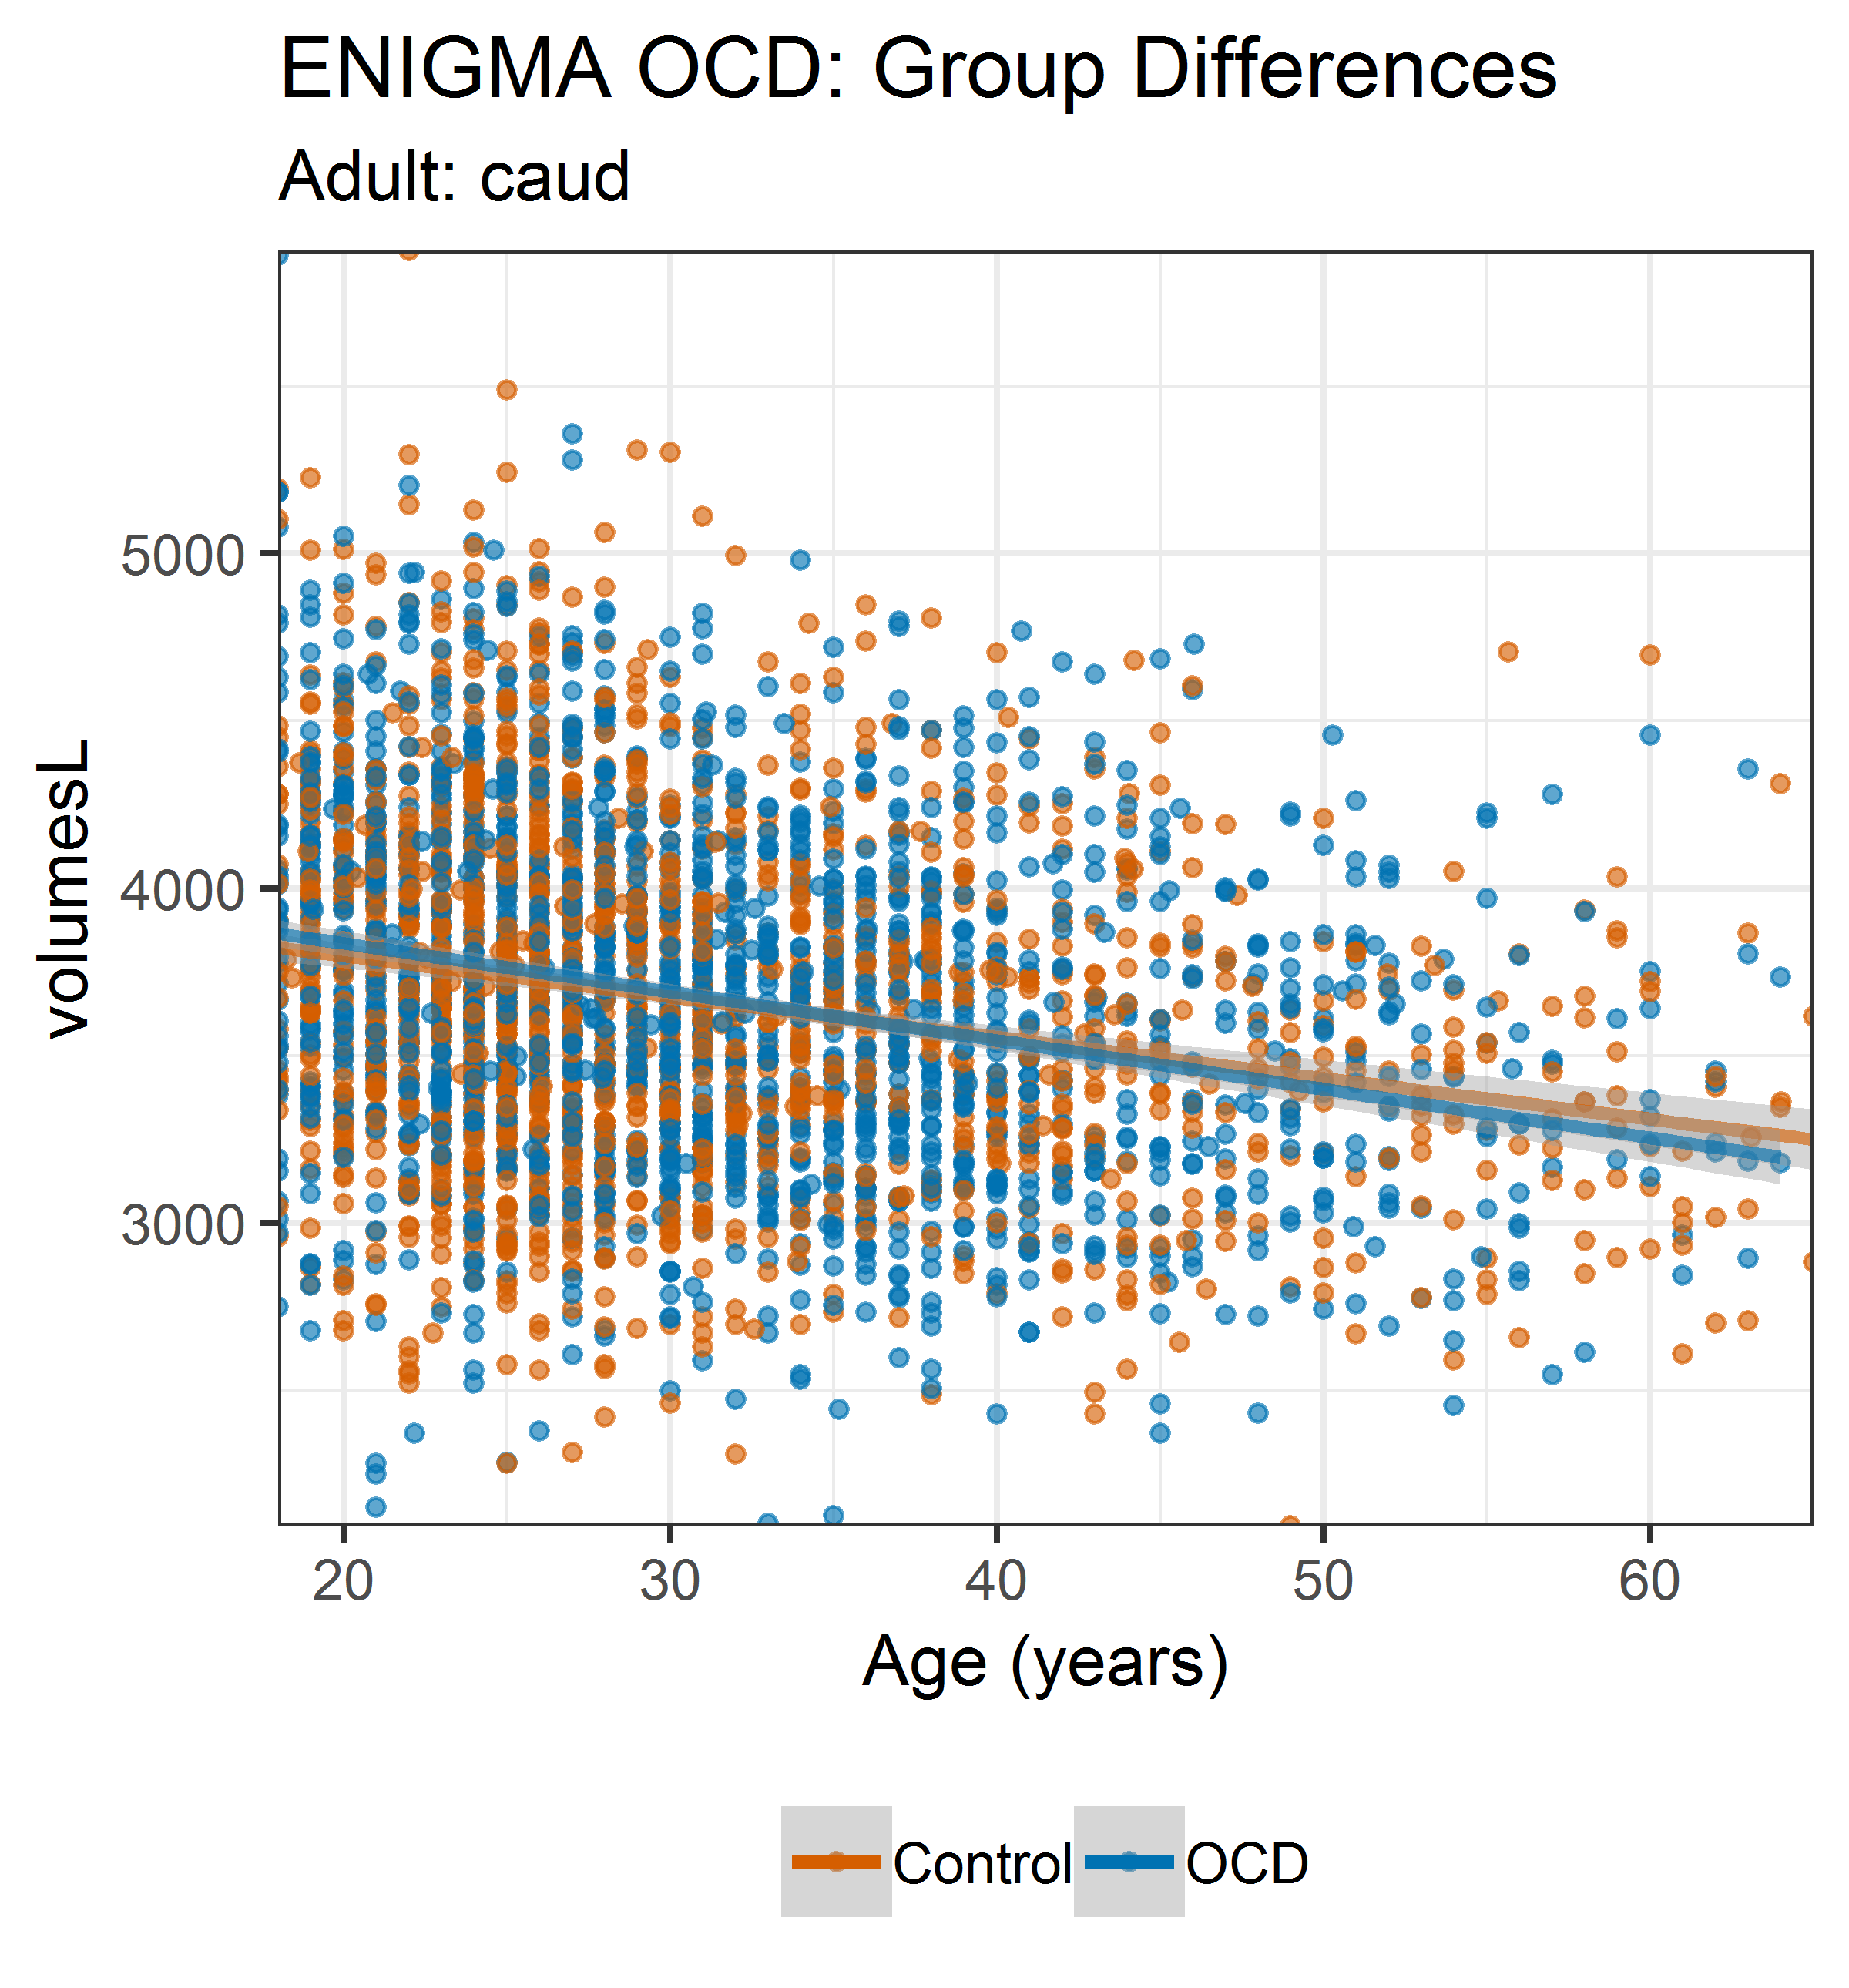 ENIGMA OCD: Group Differences
Adult: caud
volumesL
5000
4000
3000
20 30 40 50 60
Age (years)
Control OCD